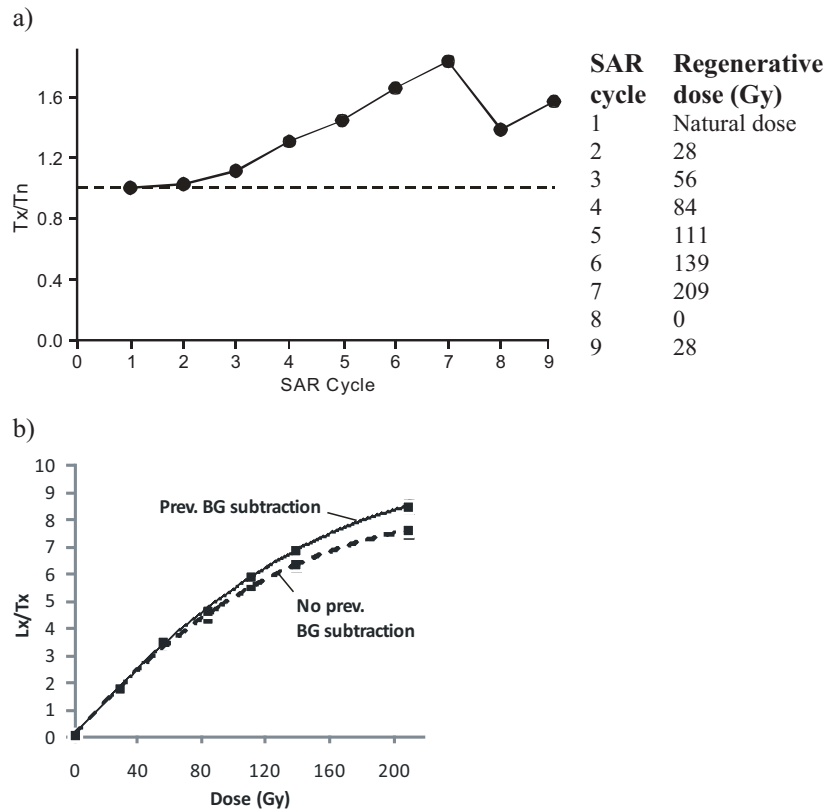 a)
Tx/Tn
1.6
1.2
0.8
0.4
0.0
0 1 2 3 4 5 6 7 8 9
SAR Cycle
SAR Regenerative
cycle dose (Gy)
1 Natural dose
2 28
3 56
4 84
5 111
6 139
7 209
8 0
9 28
b)
Lx/Tx
10
9
8
7
6
5
4
3
2
1
0
Prev. BG subtraction
No prev.
BG subtraction
0 40 80 120 160 200
Dose (Gy)